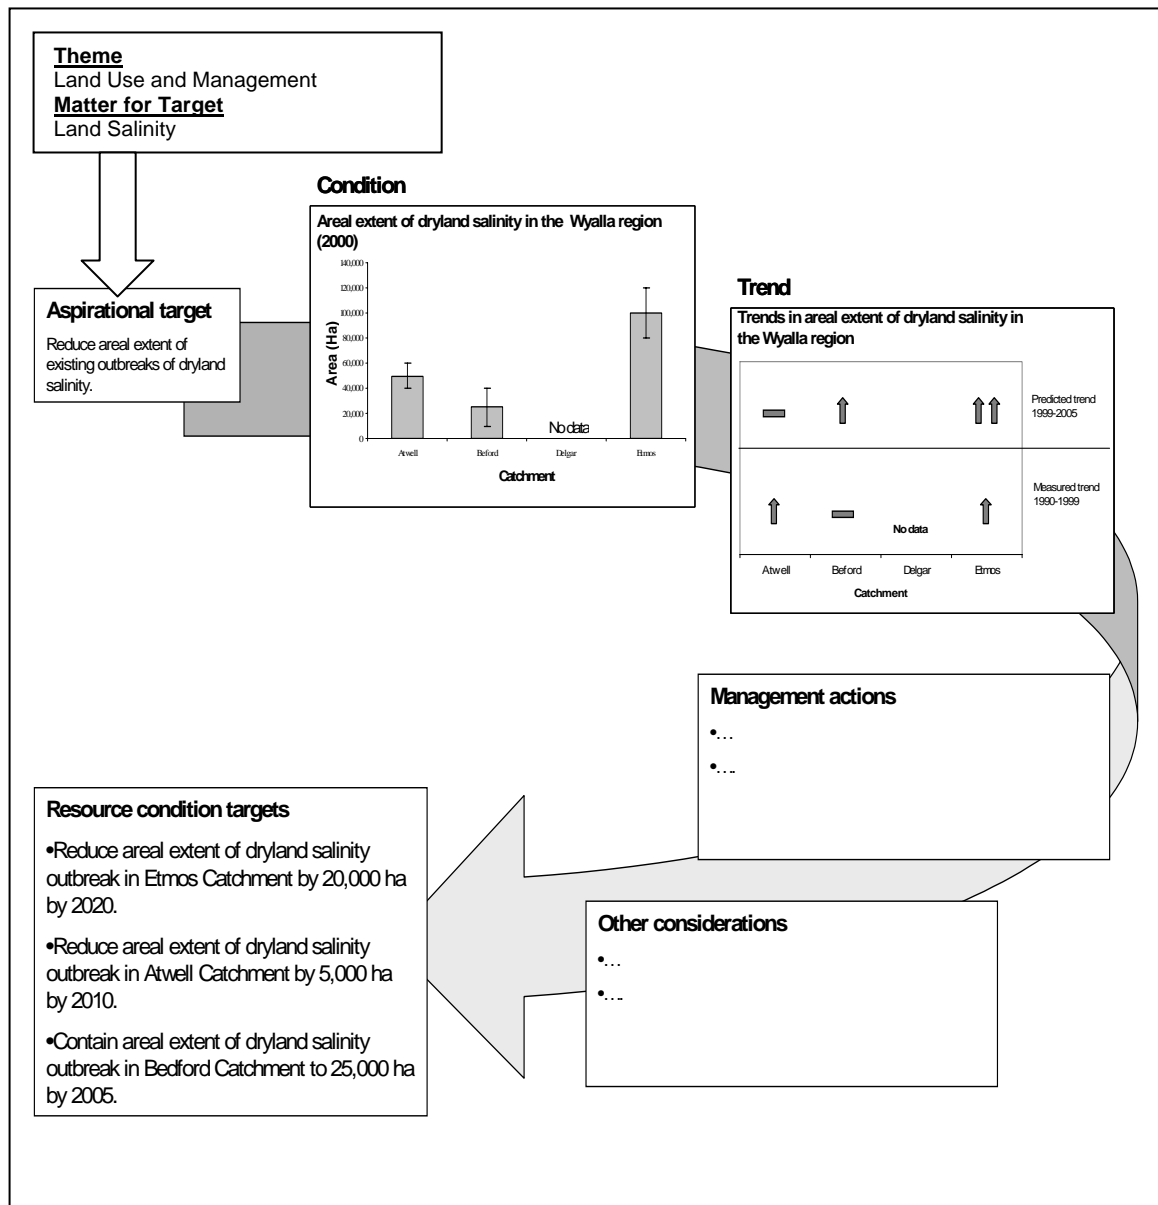 Theme
Land Use and Management
Matter for Target
Land Salinity
Condition
Areal extent of dryland salinity in the Wyalla region
(2000)
Area (Ha)
140,000
120,000
100,000
80,000
60,000
40,000
20,000
0
No data
Atwell
Beford
Delgar
Etmos
Catchment
Aspirational target
Reduce areal extent of
existing outbreaks of dryland
salinity.
Trend
Trends in areal extent of dryland salinity in
the Wyalla region
Predicted trend
1999-2005
Measured trend
1990-1999
No data
Atwell
Beford
Delgar
Etmos
Catchment
Management actions
•…
•….
Resource condition targets
•Reduce areal extent of dryland salinity
outbreak in Etmos Catchment by 20,000 ha
by 2020.
•Reduce areal extent of dryland salinity
outbreak in Atwell Catchment by 5,000 ha
by 2010.
•Contain areal extent of dryland salinity
outbreak in Bedford Catchment to 25,000 ha
by 2005.
Other considerations
•…
•….